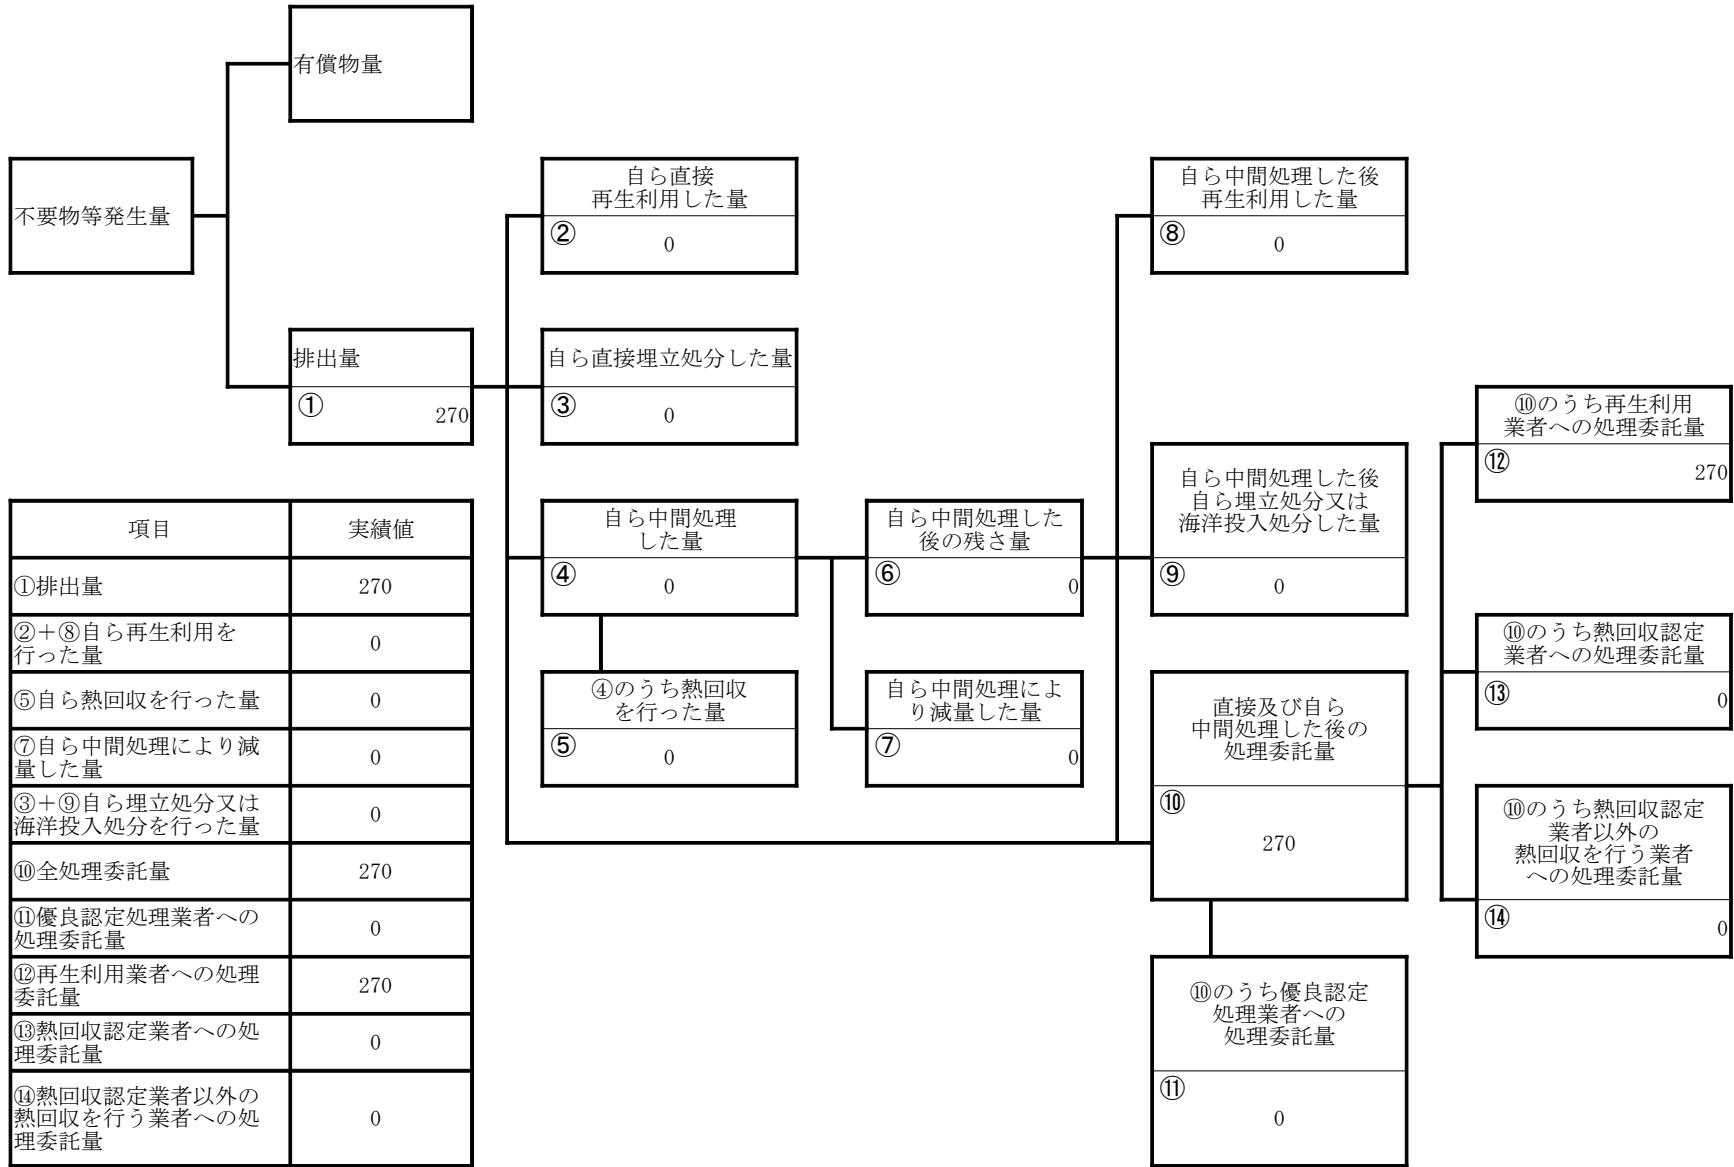 有償物量
不要物等発生量
自ら直接
再生利用した量
②
0
自ら中間処理した後
再生利用した量
⑧
0
排出量
①
270
自ら直接埋立処分した量
③
0
⑩のうち再生利用
業者への処理委託量
⑫
270
自ら中間処理
した量
④
0
自ら中間処理した
後の残さ量
⑥
0
自ら中間処理した後
自ら埋立処分又は
海洋投入処分した量
⑨
0
⑩のうち熱回収認定
業者への処理委託量
⑬
0
④のうち熱回収
を行った量
⑤
0
自ら中間処理によ
り減量した量
⑦
0
直接及び自ら
中間処理した後の
処理委託量
⑩
270
⑩のうち熱回収認定
業者以外の
熱回収を行う業者
への処理委託量
⑭
0
⑩のうち優良認定
処理業者への
処理委託量
⑪
0
項目 実績値
①排出量 270
②+⑧自ら再生利用を
行った量 0
⑤自ら熱回収を行った量 0
⑦自ら中間処理により減
量した量 0
③+⑨自ら埋立処分又は
海洋投入処分を行った量 0
⑩全処理委託量 270
⑪優良認定処理業者への
処理委託量 0
⑫再生利用業者への処理
委託量 270
⑬熱回収認定業者への処
理委託量 0
⑭熱回収認定業者以外の
熱回収を行う業者への処
理委託量 0